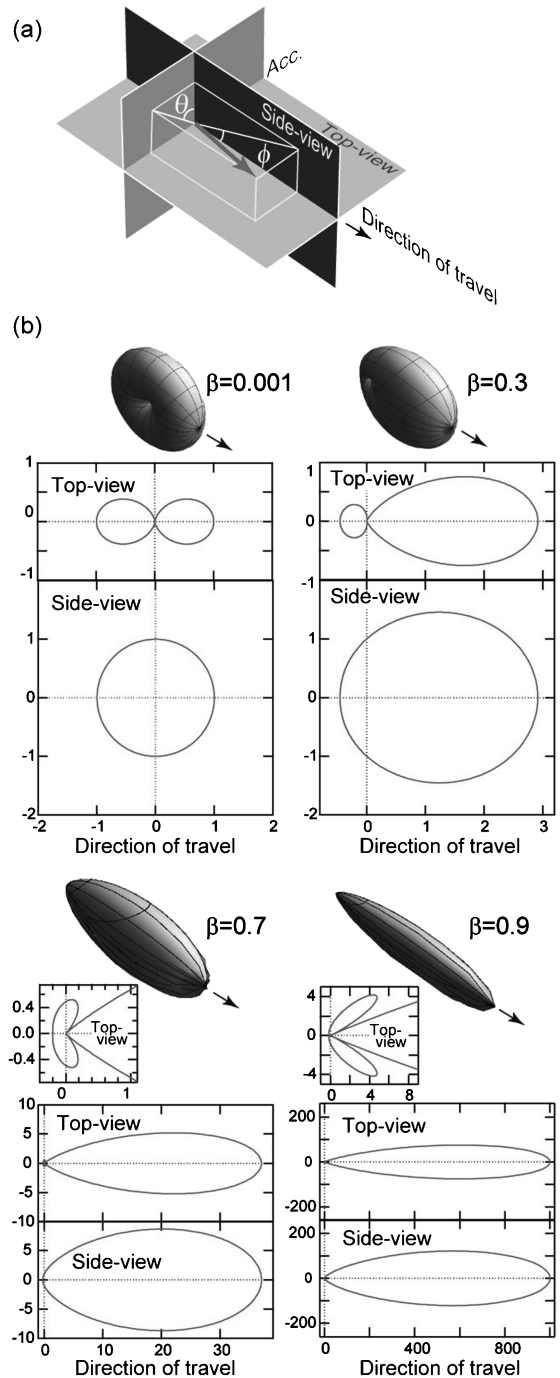 (a)
Acc.
θ
Side-view
Top-view
ϕ
Direction of travel
(b)
β=0.001
β=0.3
1
Top-view
0
-1
Side-view
1
0
-1
-2
-2 -1 0 1 2
Direction of travel
1
Top-view
0
-1
Side-view
1
0
-1
-2
0 1 2 3
Direction of travel
β=0.7
β=0.9
0.4
0.0
-0.4
Top-
view
0 1
10
Top-view
5
0
-5
-10
5
Side-view
0
-5
-10
0 10 20 30
Direction of travel
4
0
-4
Top-
view
0 4 8
0 400 800
200
Top-view
0
-200
200
Side-view
0
-200
0 400 800
Direction of travel